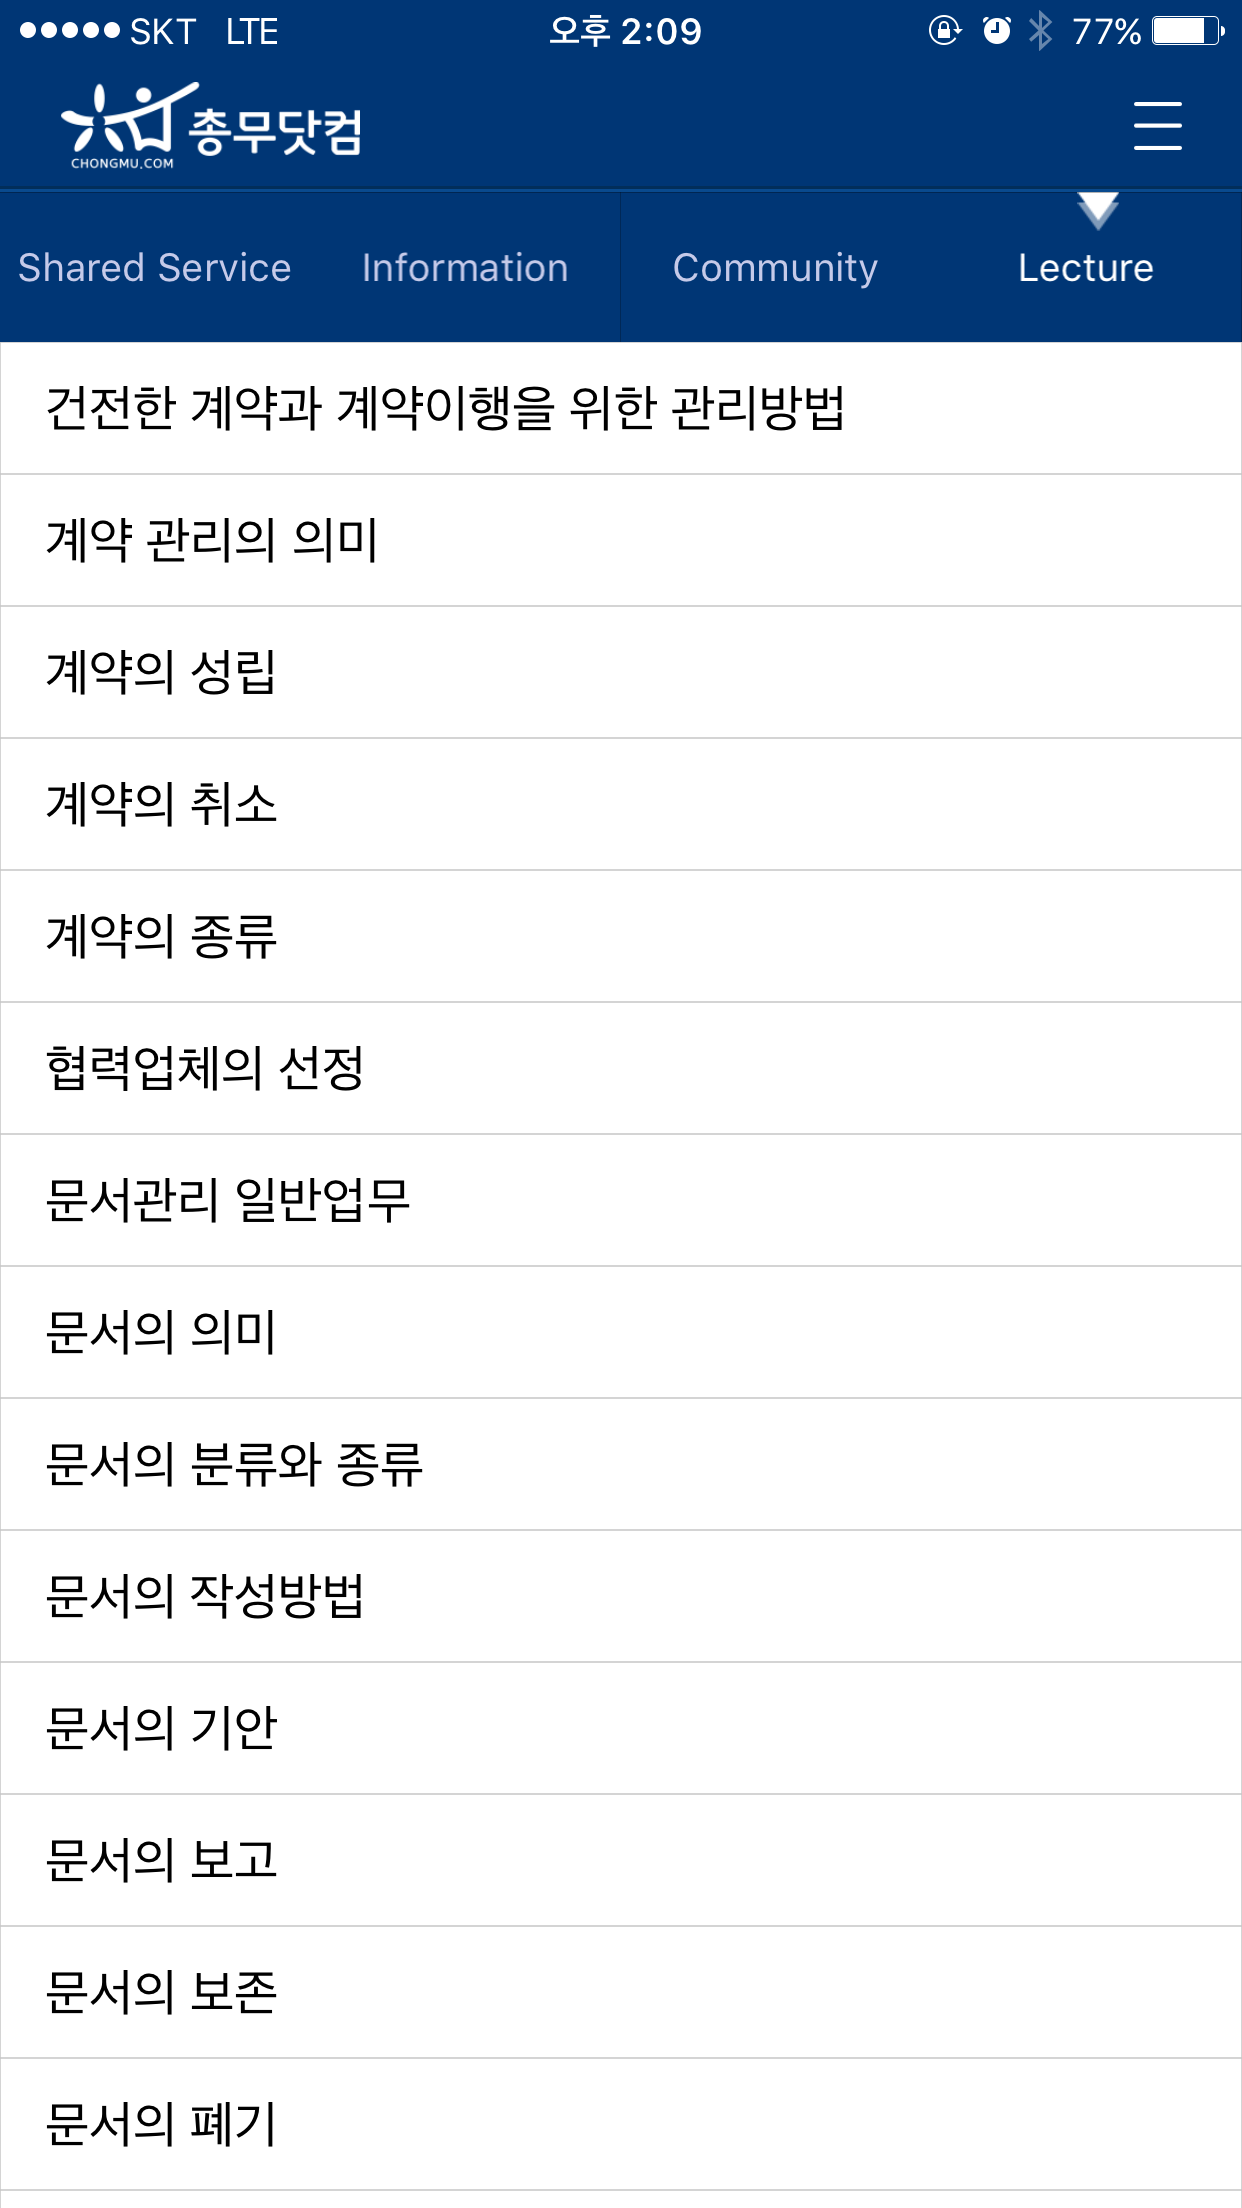 SKT LTE 오후 2:09 77%
총무닷컴
CHONGMU.COM
Shared Service Information Community Lecture
건전한 계약과 계약이행을 위한 관리방법
계약 관리의 의미
계약의 성립
계약의 취소
계약의 종류
협력업체의 선정
문서관리 일반업무
문서의 의미
문서의 분류와 종류
문서의 작성방법
문서의 기안
문서의 보고
문서의 보존
문서의 폐기